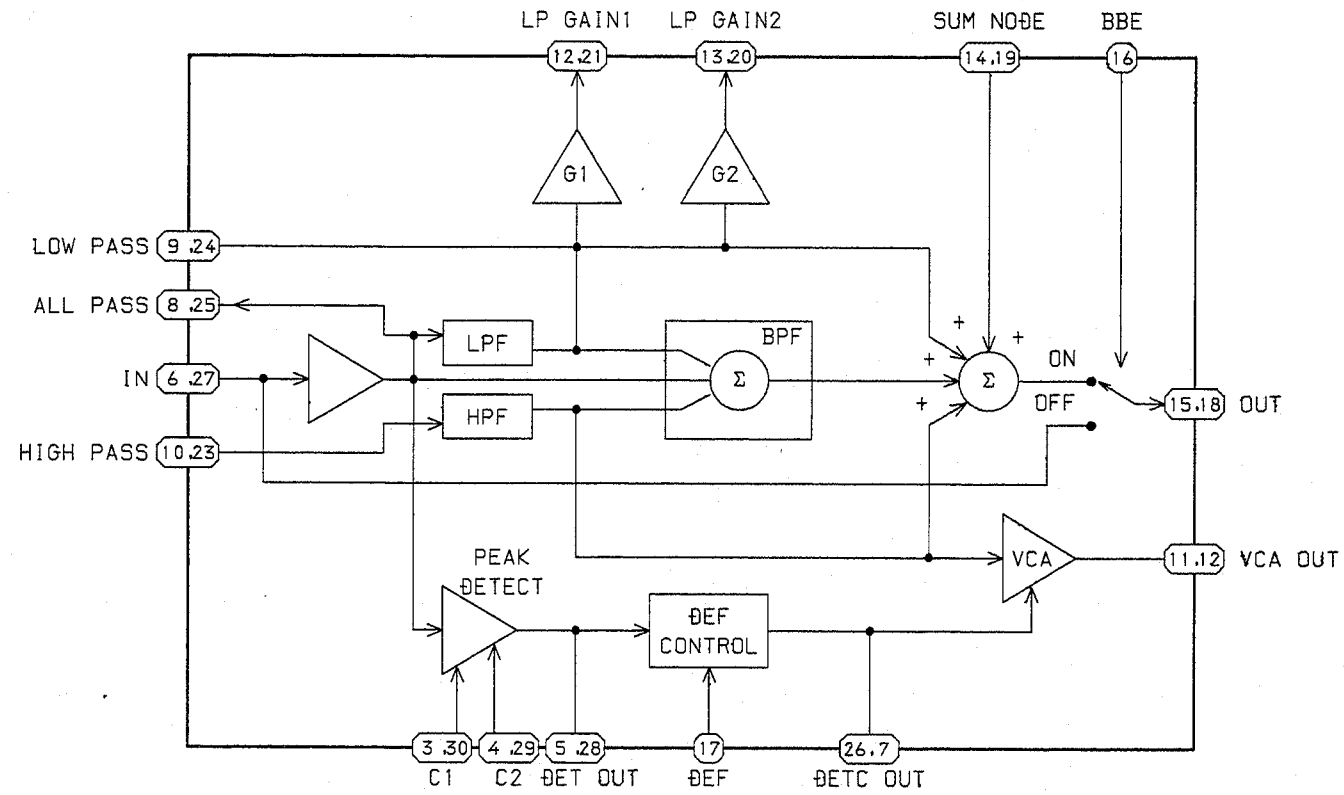 LP GAIN1 LP GAIN2 SUM NODE BBE
12.21 13.20 14.19 16
G1 G2
LOW PASS 9.24
+ +
ALL PASS 8.25
LPF BPF
+ ON
IN 6.27 Σ Σ
+ OFF 15.18 OUT
HPF
HIGH PASS 10.23
PEAK
DETECT
VCA 11.12 VCA OUT
DEF
CONTROL
3.30 4.29 5.28 17 26.7
C1 C2 DET OUT DEF DETC OUT